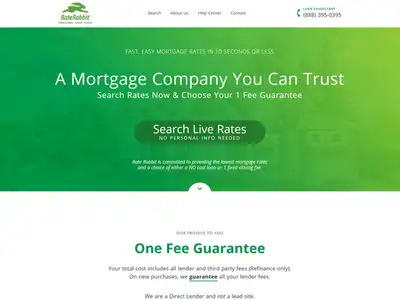 RateRabbit
Search
About Us
Help Center
Contact
LOAN CONSULTANT
(888) 395-0395
FAST, EASY MORTGAGE RATES IN 10 SECONDS OR LESS
A Mortgage Company You Can Trust
Search Rates Now & Choose Your 1 Fee Guarantee
Search Live Rates
NO PERSONAL INFO NEEDED
Rate Rabbit is committed to providing the lowest mortgage rates
and a choice of either a NO cost loan or 1 fixed closing fee.
OUR PROMISE TO YOU
One Fee Guarantee
Your total cost includes all lender and third party fees (Refinance only).
On new purchases, we guarantee all your lender fees.
We are a Direct Lender and not a lead site.